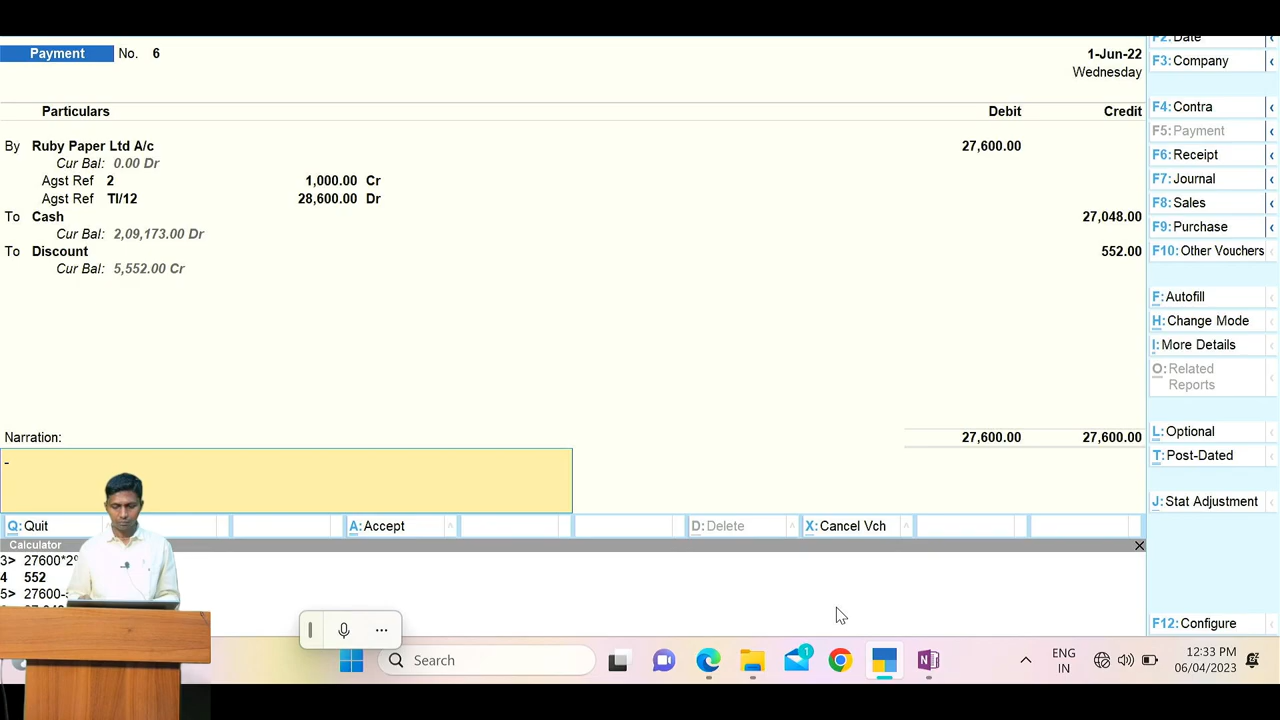 Payment No. 6
1-Jun-22
Wednesday
Particulars Debit Credit
By Ruby Paper Ltd A/c 27,600.00
Cur Bal: 0.00 Dr
Agst Ref 2 1,000.00 Cr
Agst Ref TI/12 28,600.00 Dr
To Cash 27,048.00
Cur Bal: 2,09,173.00 Dr
To Discount 552.00
Cur Bal: 5,552.00 Cr
Narration: 27,600.00 27,600.00
-
Q: Quit A: Accept D: Delete X: Cancel Vch
Calculator
3> 27600*2
4 552
5> 27600-
F2: Date
F3: Company
F4: Contra
F5: Payment
F6: Receipt
F7: Journal
F8: Sales
F9: Purchase
F10: Other Vouchers
F: Autofill
H: Change Mode
I: More Details
O: Related
Reports
L: Optional
T: Post-Dated
J: Stat Adjustment
F12: Configure
Search
1
ENG
IN
12:33 PM
06/04/2023